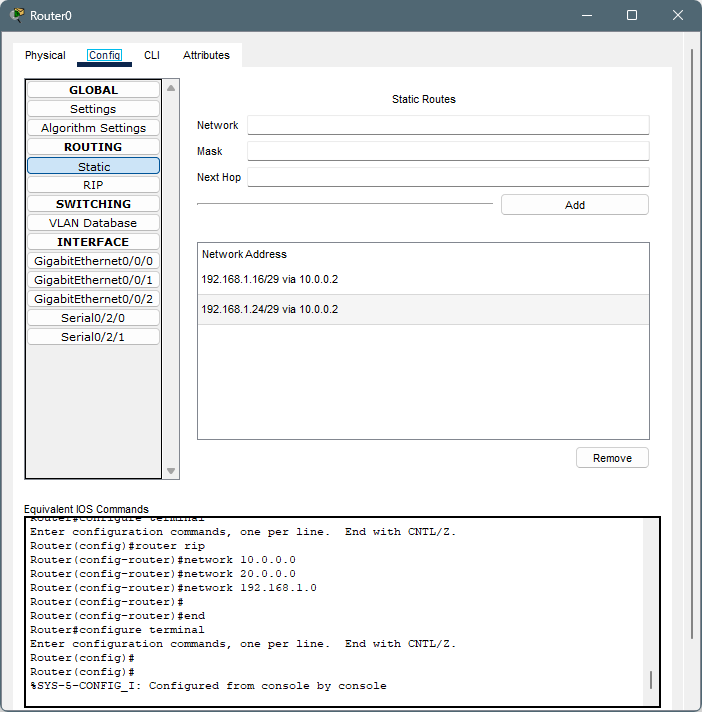 Router0
Physical Config CLI Attributes
GLOBAL
Settings
Algorithm Settings
ROUTING
Static
RIP
SWITCHING
VLAN Database
INTERFACE
GigabitEthernet0/0/0
GigabitEthernet0/0/1
GigabitEthernet0/0/2
Serial0/2/0
Serial0/2/1
Static Routes
Network
Mask
Next Hop
Add
Network Address
192.168.1.16/29 via 10.0.0.2
192.168.1.24/29 via 10.0.0.2
Remove
Equivalent IOS Commands
Router#configure terminal
Enter configuration commands, one per line.  End with CNTL/Z.
Router(config)#router rip
Router(config-router)#network 10.0.0.0
Router(config-router)#network 20.0.0.0
Router(config-router)#network 192.168.1.0
Router(config-router)#
Router(config-router)#end
Router#configure terminal
Enter configuration commands, one per line.  End with CNTL/Z.
Router(config)#
Router(config)#
%SYS-5-CONFIG_I: Configured from console by console